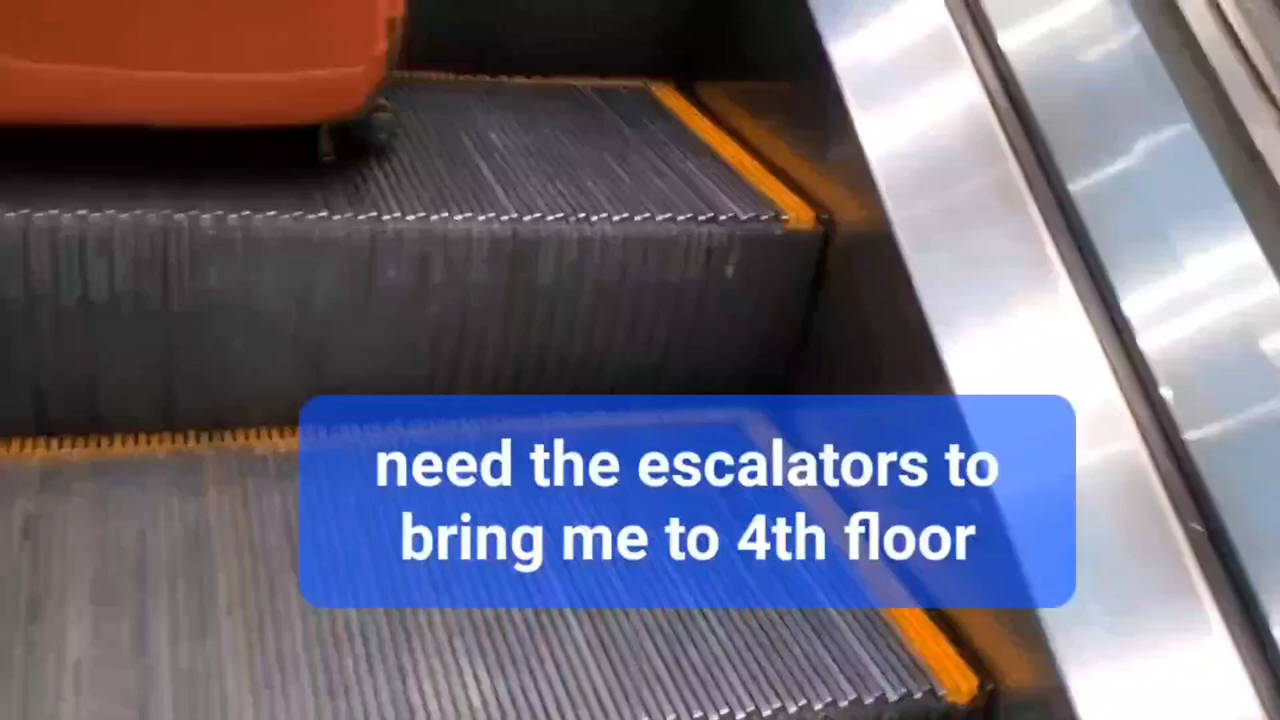 need the escalators to
bring me to 4th floor